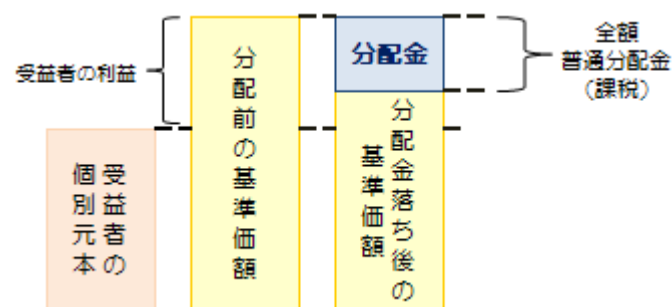 受益者の利益
受益者の
個別元本
分配前の基準価額
分配金
分配金落ち後の
基準価額
全額
普通分配金
(課税)